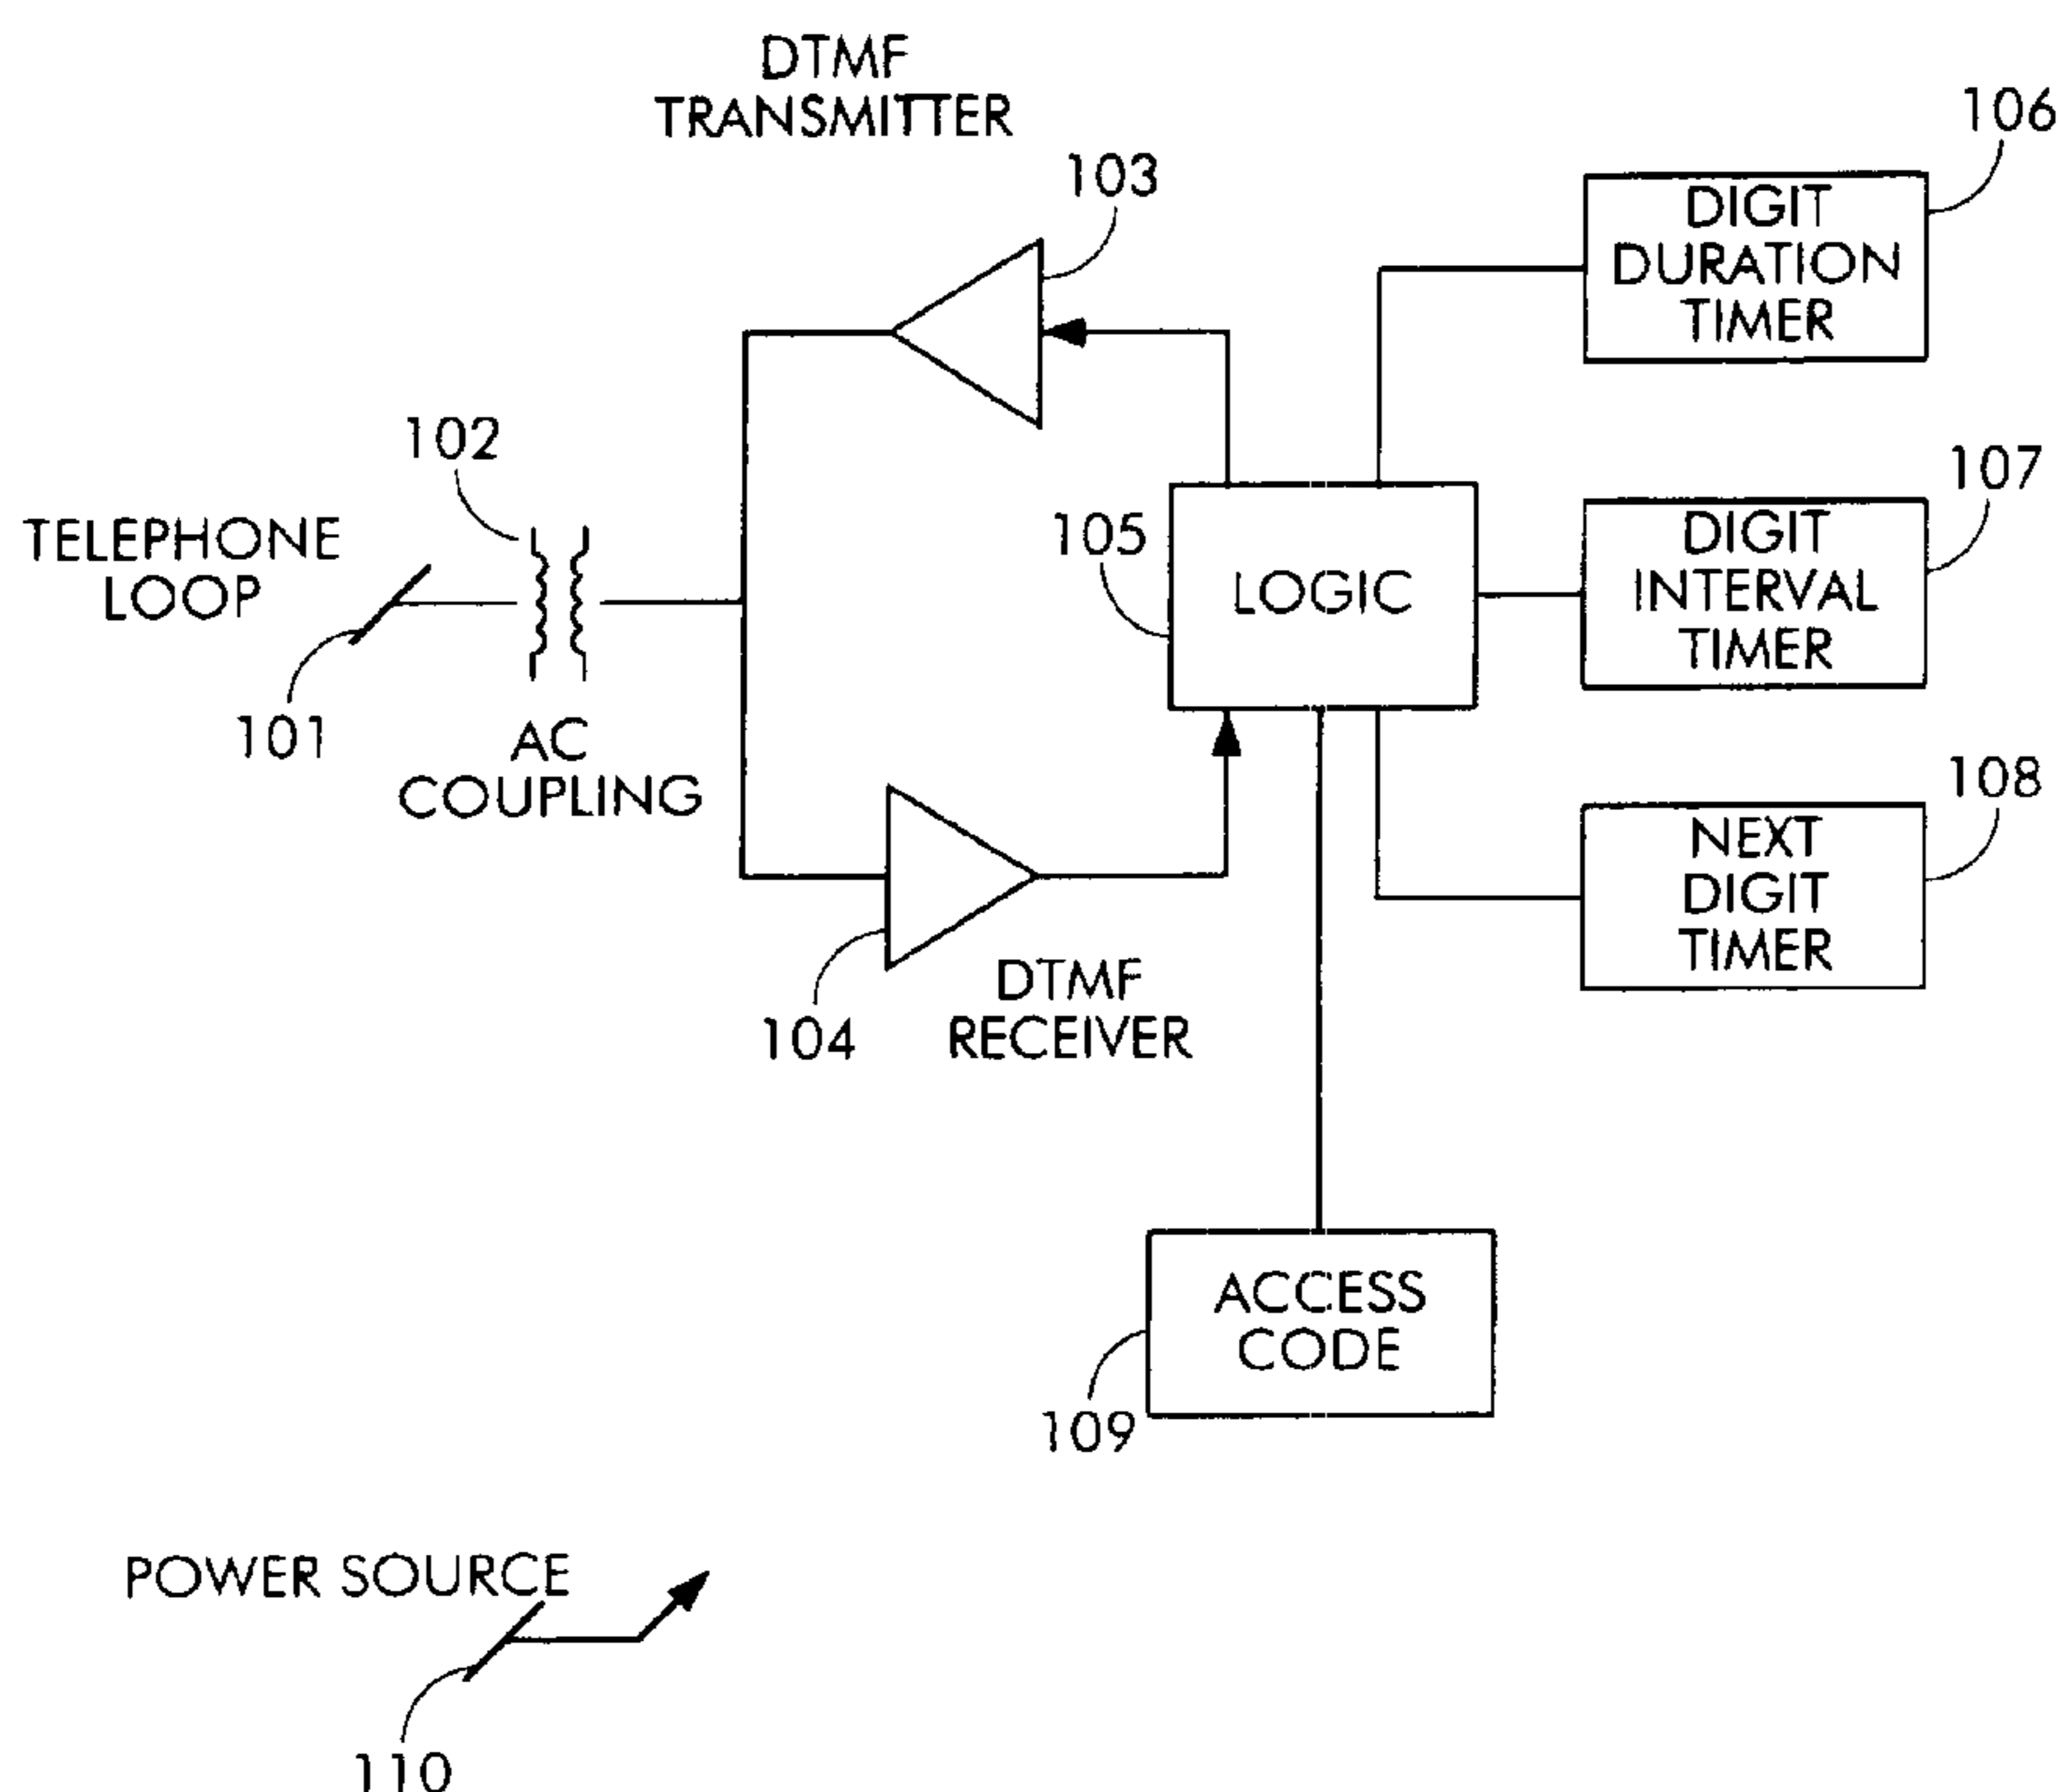 DTMF
TRANSMITTER
103
106
DIGIT
DURATION
TIMER
102
TELEPHONE
LOOP
101
AC
COUPLING
105
LOGIC
107
DIGIT
INTERVAL
TIMER
108
NEXT
DIGIT
TIMER
104
DTMF
RECEIVER
ACCESS
CODE
109
POWER SOURCE
110